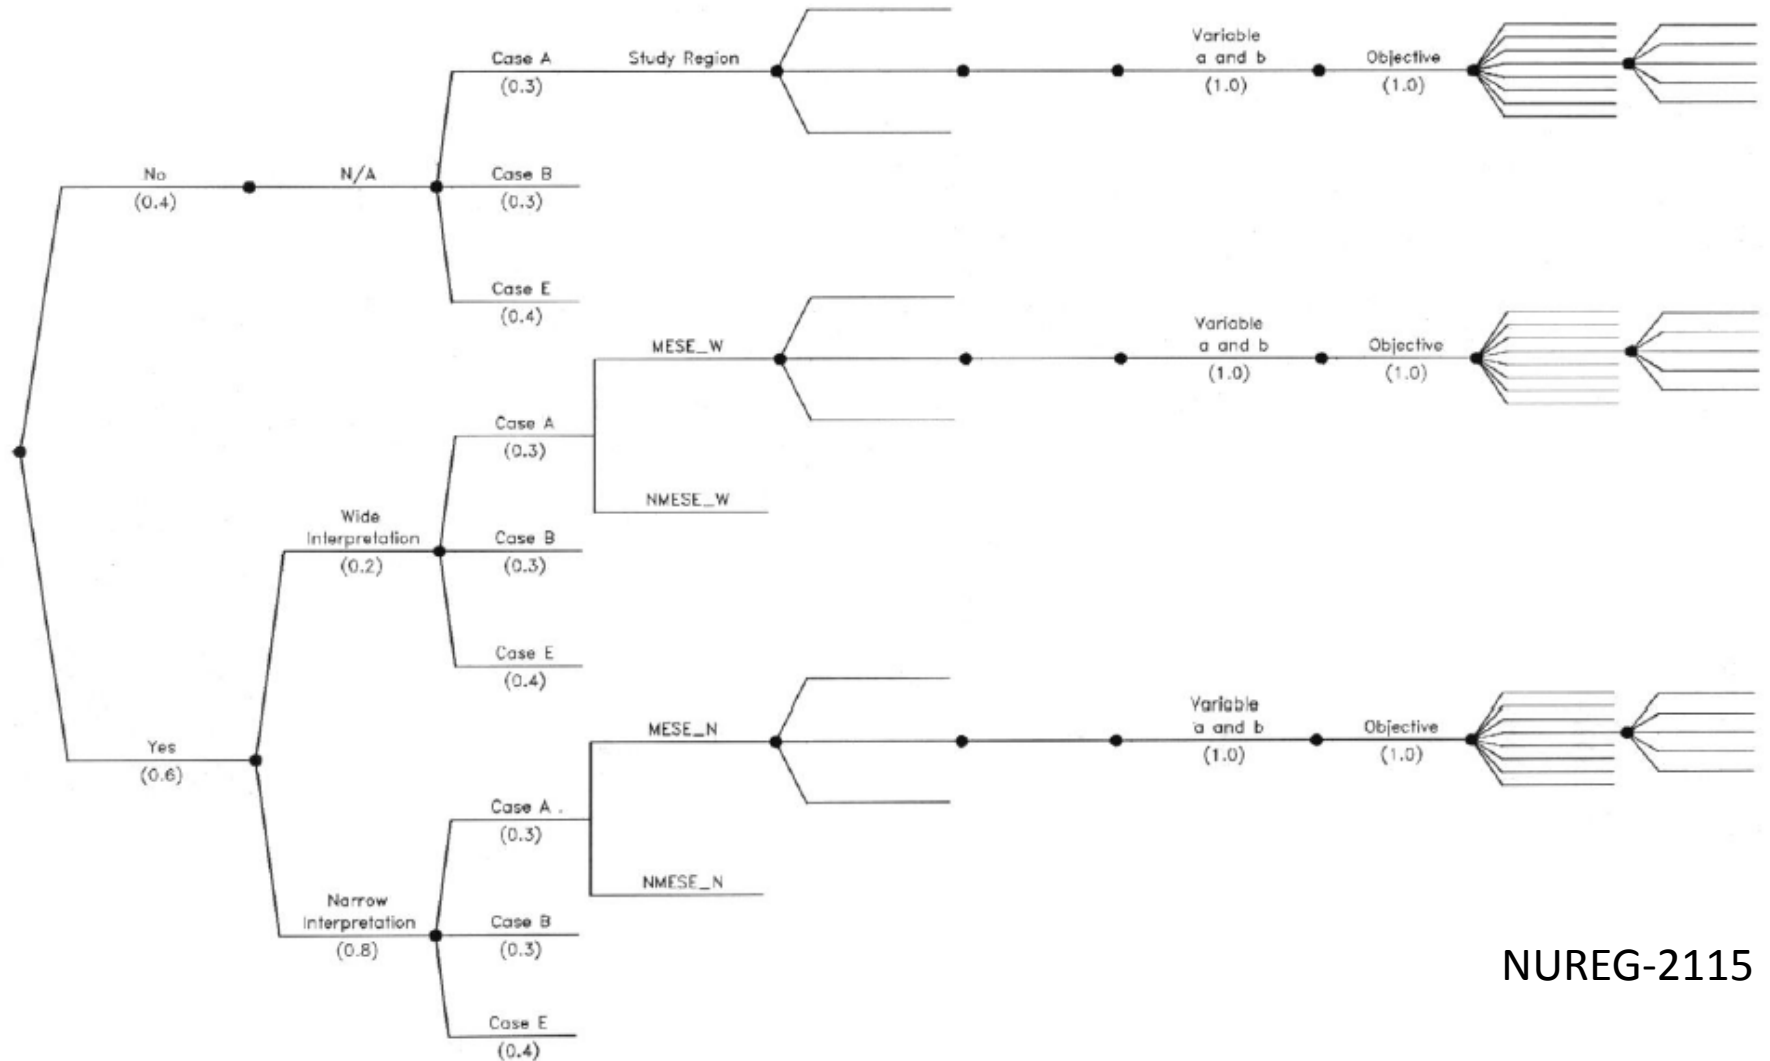 Case A
(0.3)
Study Region
Variable
a and b
(1.0)
Objective
(1.0)
No
(0.4)
N/A
Case B
(0.3)
Case E
(0.4)
MESE_W
Variable
a and b
(1.0)
Objective
(1.0)
Case A
(0.3)
NMESE_W
Wide
Interpretation
(0.2)
Case B
(0.3)
Case E
(0.4)
Yes
(0.6)
MESE_N
Variable
a and b
(1.0)
Objective
(1.0)
Case A
(0.3)
NMESE_N
Narrow
Interpretation
(0.8)
Case B
(0.3)
Case E
(0.4)
NUREG-2115